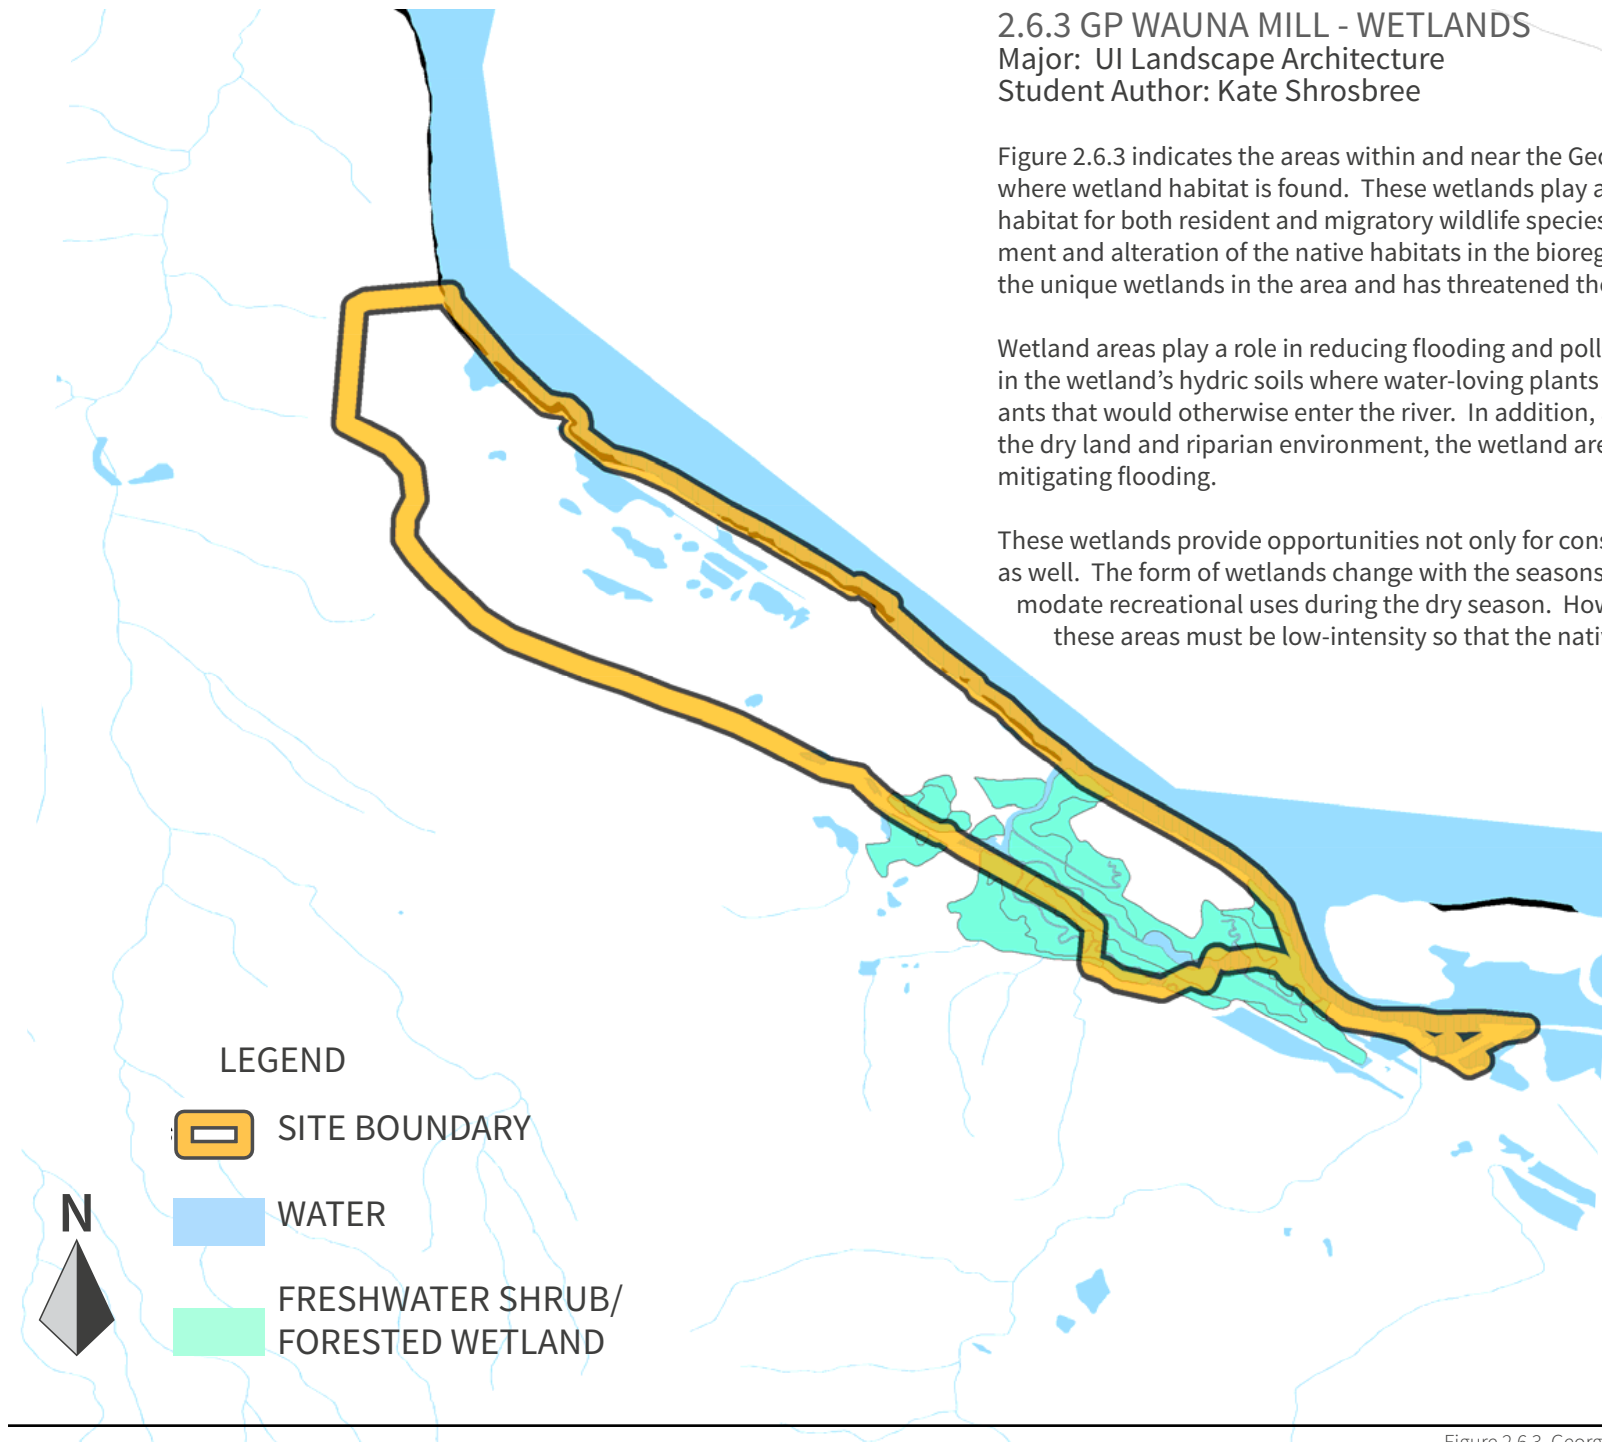 2.6.3 GP WAUNA MILL - WETLANDS
Major: UI Landscape Architecture
Student Author: Kate Shrosbree
Figure 2.6.3 indicates the areas within and near the
where wetland habitat is found. These wetlands play
habitat for both resident and migratory wildlife species
ment and alteration of the native habitats in the
the unique wetlands in the area and has threatened
Wetland areas play a role in reducing flooding and
in the wetland's hydric soils where water-loving plants
ants that would otherwise enter the river. In addition,
the dry land and riparian environment, the wetland
mitigating flooding.
These wetlands provide opportunities not only for
as well. The form of wetlands change with the seasons
modate recreational uses during the dry season.
these areas must be low-intensity so that the
LEGEND
SITE BOUNDARY
N
WATER
FRESHWATER SHRUB/
FORESTED WETLAND
Figure 2.6.3